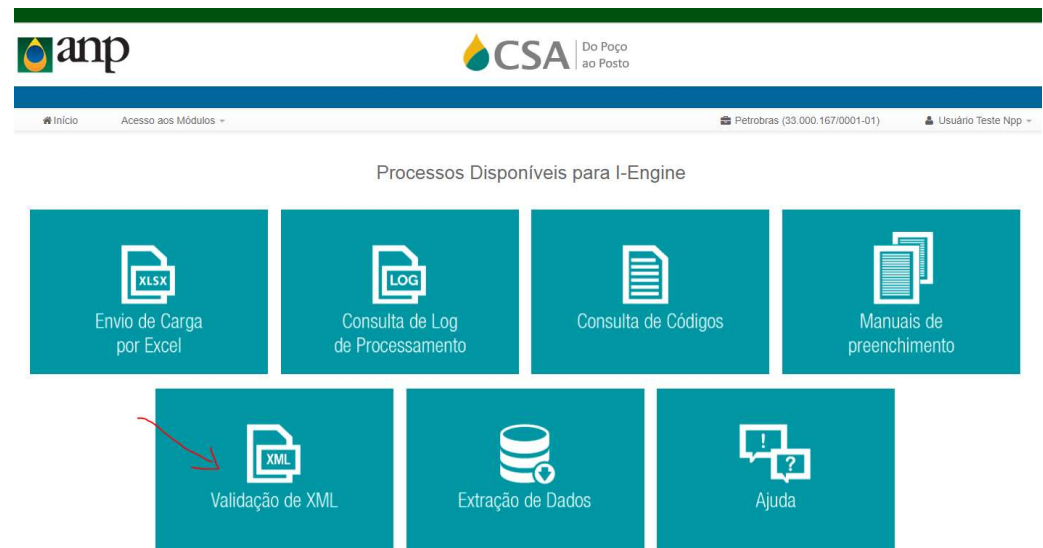 anp
CSA Do Poço
ao Posto
Início Acesso aos Módulos Petrobras (33.000.167/0001-01) Usuário Teste Npp
Processos Disponíveis para I-Engine
XLSX
Envio de Carga
por Excel
LOG
Consulta de Log
de Processamento
Consulta de Códigos
Manuais de
preenchimento
XML
Validação de XML
Extração de Dados
! ?
Ajuda